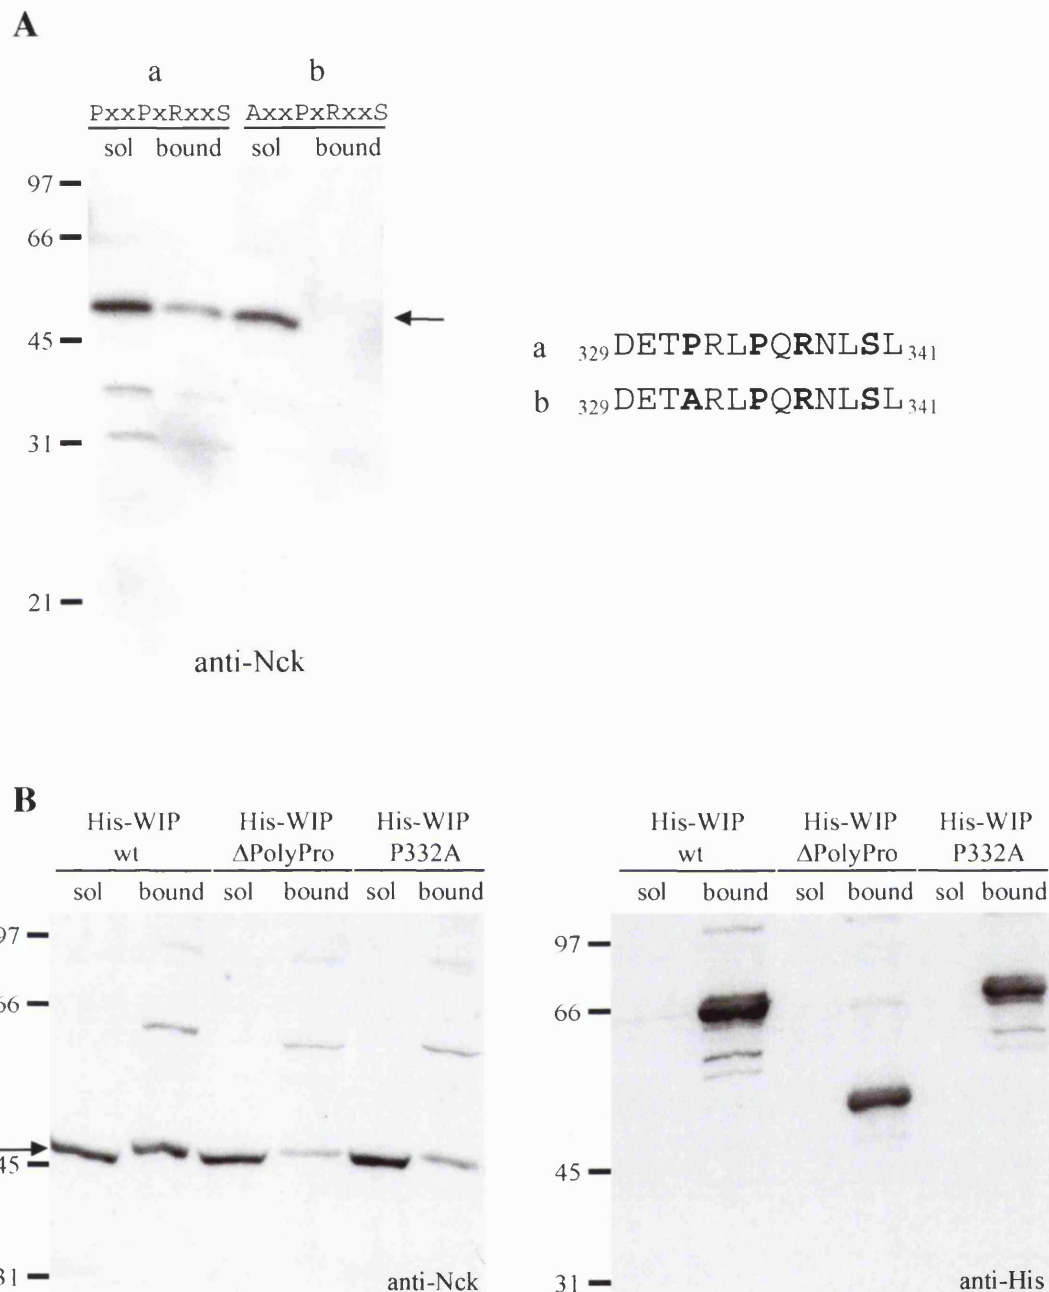 A
a b
PxxPxRxxS AxxPxRxxS
sol bound sol bound
97
66
45
31
21
anti-Nck
a 329DETPRLPQRNLSL341
b 329DETARLPQRNLSL341
B
His-WIP His-WIP His-WIP
wt ΔPolyPro P332A
sol bound sol bound sol bound
97
66
45
31
anti-Nck
His-WIP His-WIP His-WIP
wt ΔPolyPro P332A
sol bound sol bound sol bound
97
66
45
31
anti-His